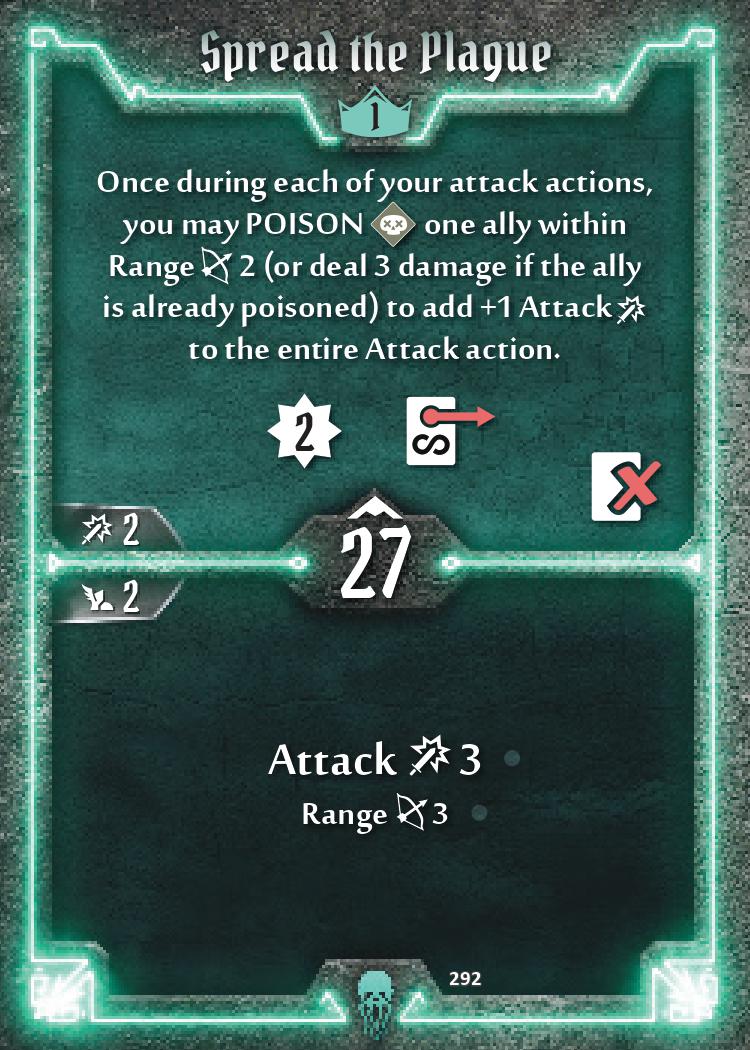 Spread the Plague
1
Once during each of your attack actions,
you may POISON one ally within
Range 2 (or deal 3 damage if the ally
is already poisoned) to add +1 Attack
to the entire Attack action.
2
2
27
2
Attack 3
Range 3
292